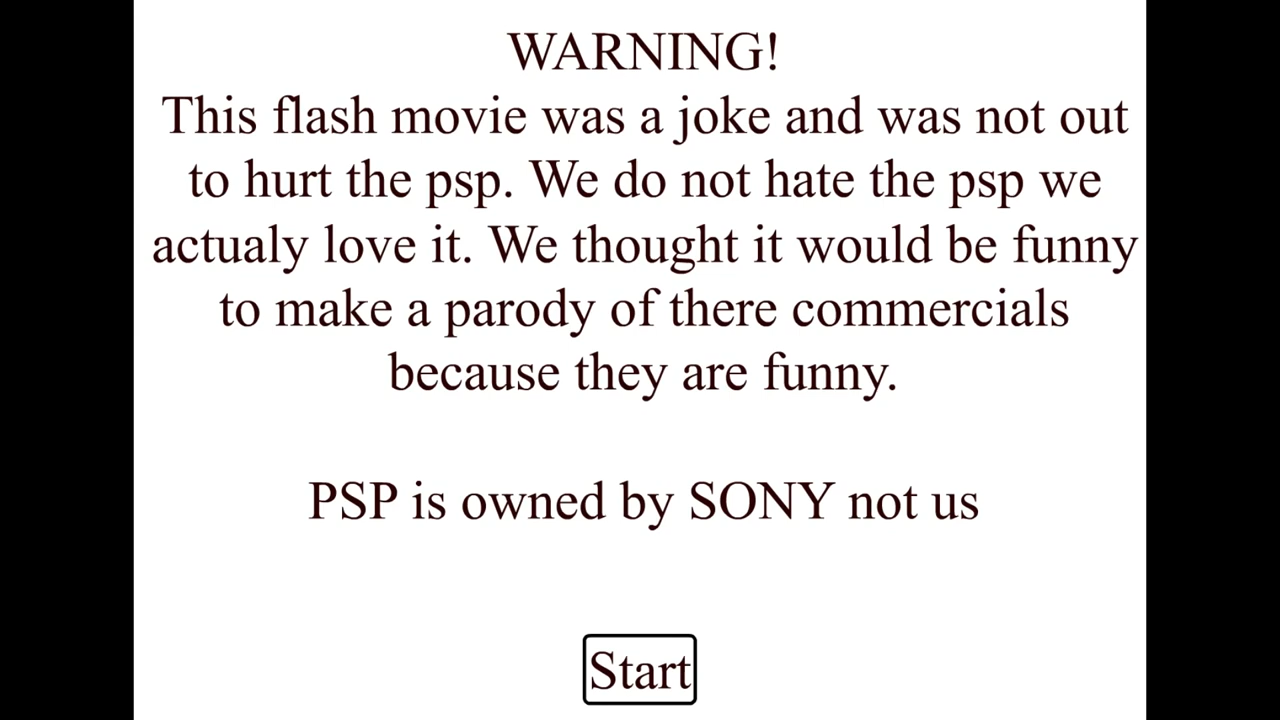 WARNING!
This flash movie was a joke and was not out
to hurt the psp. We do not hate the psp we
actualy love it. We thought it would be funny
to make a parody of there commercials
because they are funny.
PSP is owned by SONY not us
Start